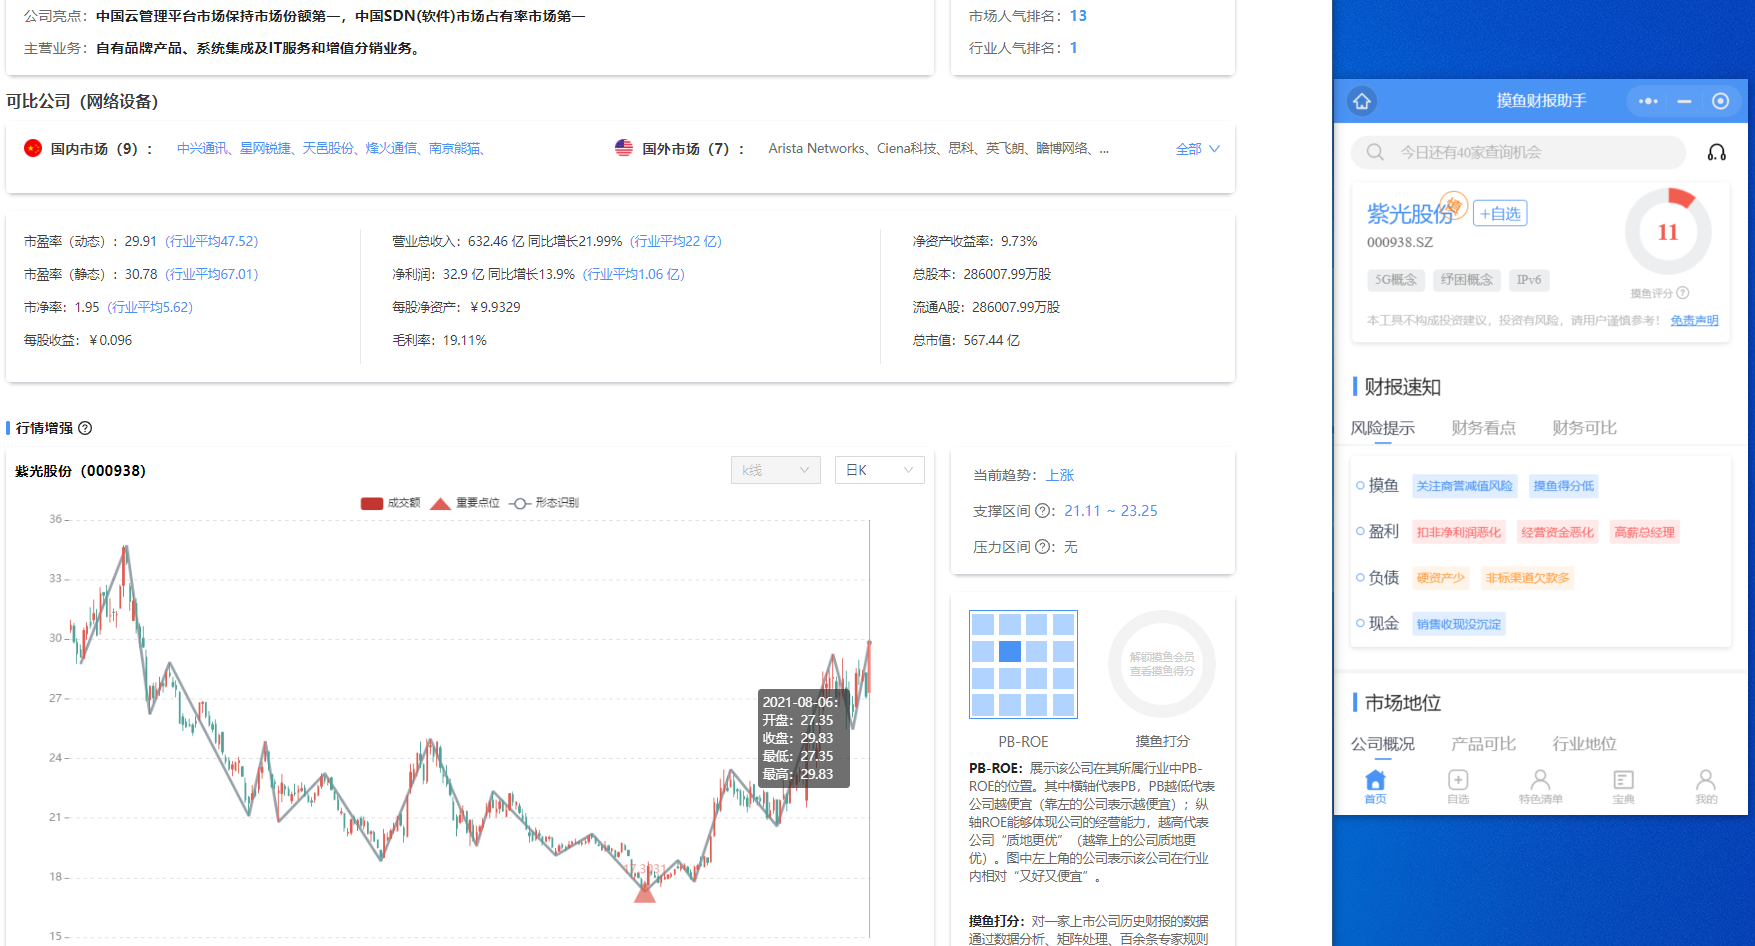 公司亮点：中国云管理平台市场保持市场份额第一，中国SDN(软件)市场占有率市场第一
主营业务：自有品牌产品、系统集成及IT服务和增值分销业务。
市场人气排名：13
行业人气排名：1
可比公司（网络设备）
国内市场（9）：
中兴通讯、星网锐捷、天邑股份、烽火通信、南京熊猫、
国外市场（7）：
Arista Networks、Ciena科技、思科、英飞朗、瞻博网络、...
全部
市盈率（动态）：29.91（行业平均47.52）
市盈率（静态）：30.78（行业平均67.01）
市净率：1.95（行业平均5.62）
每股收益：￥0.096
营业总收入：632.46 亿 同比增长21.99%（行业平均22 亿）
净利润：32.9 亿 同比增长13.9%（行业平均1.06 亿）
每股净资产：￥9.9329
毛利率：19.11%
净资产收益率：9.73%
总股本：286007.99万股
流通A股：286007.99万股
总市值：567.44 亿
行情增强
紫光股份（000938）
k线
日K
成交额
重要点位
形态识别
36
33
30
27
24
21
18
15
2021-08-06:
开盘：27.35
收盘：29.83
最低：27.35
最高：29.83
当前趋势：上涨
支撑区间?：21.11 ~ 23.25
压力区间?：无
解锁摸鱼会员
查看摸鱼得分
PB-ROE
摸鱼打分
PB-ROE：展示该公司在其所属行业中PB-
ROE的位置。其中横轴代表PB，PB越低代表
公司越便宜（靠左的公司表示越便宜）；纵
轴ROE能够体现公司的经营能力，越高代表
公司“质地更优”（越靠上的公司质地更
优）。图中左上角的公司表示该公司在行业
内相对“又好又便宜”。
摸鱼打分：对一家上市公司历史财报的数据
通过数据分析、矩阵处理、百余条专家规则
摸鱼财报助手
今日还有40家查询机会
紫光股份
+自选
000938.SZ
11
5G概念
纾困概念
IPv6
摸鱼评分?
本工具不构成投资建议，投资有风险，请用户谨慎参考！ 免责声明
财报速知
风险提示
财务看点
财务可比
摸鱼
关注商誉减值风险
摸鱼得分低
盈利
扣非净利润恶化
经营资金恶化
高薪总经理
负债
硬资产少
非标渠道欠款多
现金
销售收现没沉淀
市场地位
公司概况
产品可比
行业地位
首页
自选
特色清单
宝典
我的